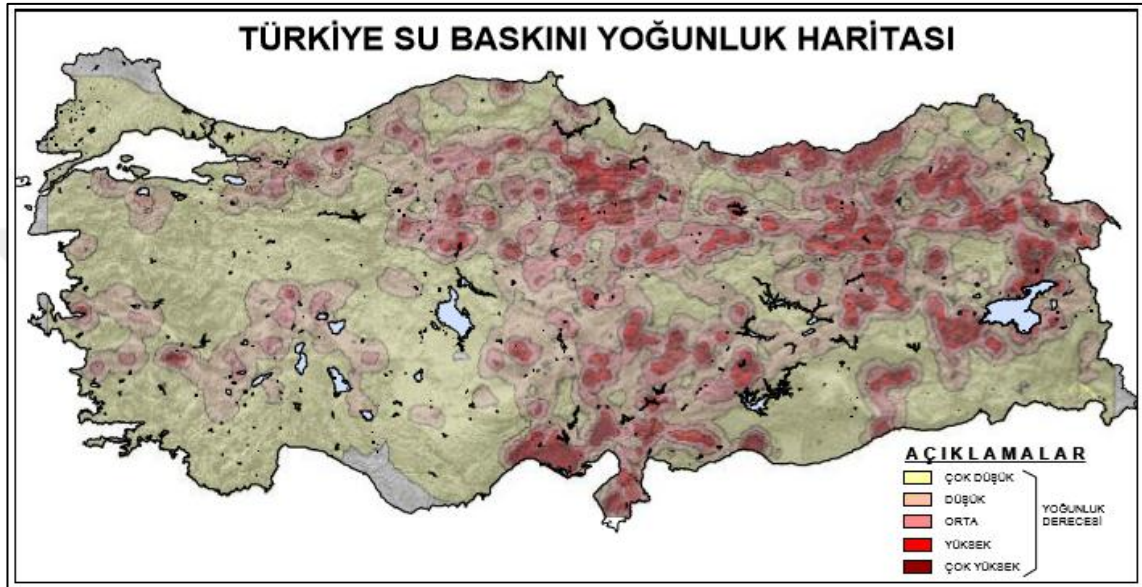 TÜRKİYE SU BASKINI YOĞUNLUK HARİTASI
AÇIKLAMALAR
ÇOK DÜŞÜK
DÜŞÜK
ORTA
YÜKSEK
ÇOK YÜKSEK
YOĞUNLUK
DERECESİ